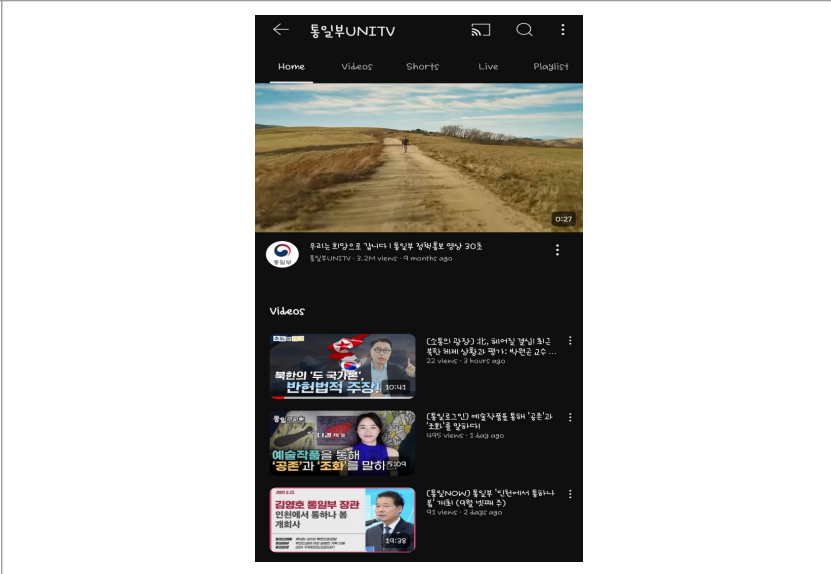 통일부UNITV
Home Videos Shorts Live Playlist
0:27
우리는 희망으로 갑니다 | 통일부 정책홍보 영상 30초
통일부
통일부UNITV · 3.2M views · 9 months ago
Videos
북한의 '두 국가론',
반헌법적 주장!
10:41
[소통의 광장] 北, 헤어질 결심! 최근
북한 체제 상황과 평가: 박원곤 교수 ...
22 views · 3 hours ago
예술작품을 통해
'공존'과 '조화'를 말하
5:09
[통일로그인] 예술작품을 통해 '공존'과
'조화'를 말하다!
495 views · 1 day ago
김영호 통일부 장관
인천에서 통하나 봄
개회사
19:38
[통일NOW] 통일부 '인천에서 통하나
봄' 개최 (9월 넷째 주)
91 views · 2 days ago